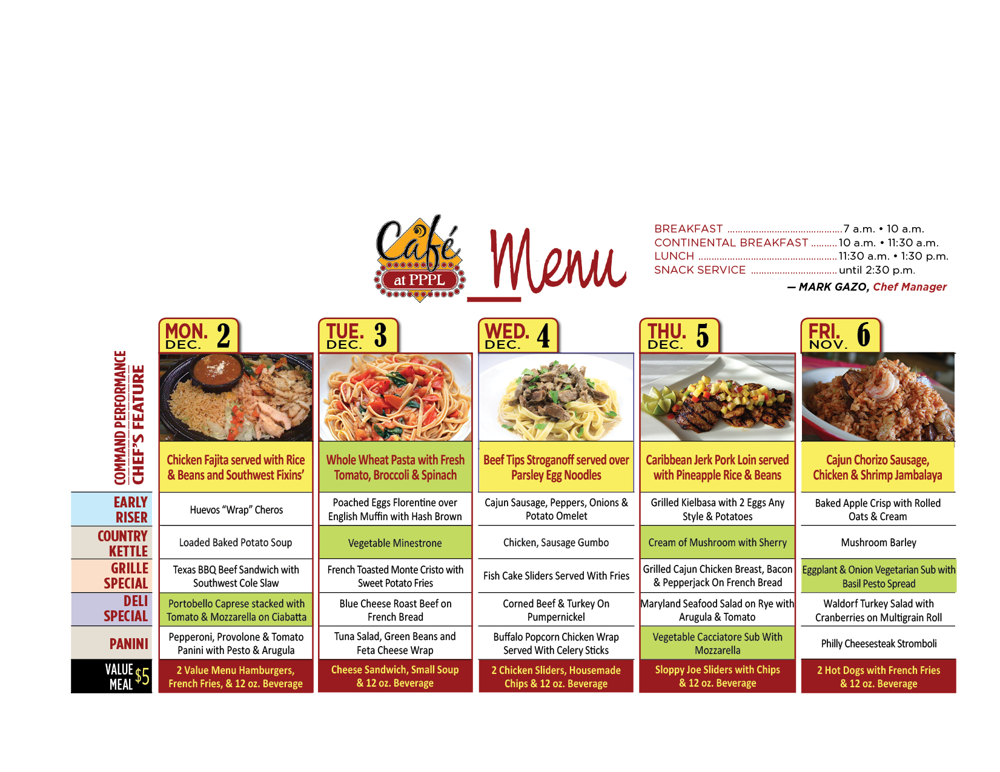 Café
at PPPL
Menu
BREAKFAST ............................................7 a.m. • 10 a.m.
CONTINENTAL BREAKFAST ..........10 a.m. • 11:30 a.m.
LUNCH .....................................................11:30 a.m. • 1:30 p.m.
SNACK SERVICE .................................until 2:30 p.m.
— MARK GAZO, Chef Manager
MON. 2
DEC.
TUE. 3
DEC.
WED. 4
DEC.
THU. 5
DEC.
FRI. 6
NOV.
COMMAND PERFORMANCE
CHEF'S FEATURE
Chicken Fajita served with Rice
& Beans and Southwest Fixins'
Whole Wheat Pasta with Fresh
Tomato, Broccoli & Spinach
Beef Tips Stroganoff served over
Parsley Egg Noodles
Caribbean Jerk Pork Loin served
with Pineapple Rice & Beans
Cajun Chorizo Sausage,
Chicken & Shrimp Jambalaya
EARLY
RISER
Huevos “Wrap” Cheros
Poached Eggs Florentine over
English Muffin with Hash Brown
Cajun Sausage, Peppers, Onions &
Potato Omelet
Grilled Kielbasa with 2 Eggs Any
Style & Potatoes
Baked Apple Crisp with Rolled
Oats & Cream
COUNTRY
KETTLE
Loaded Baked Potato Soup
Vegetable Minestrone
Chicken, Sausage Gumbo
Cream of Mushroom with Sherry
Mushroom Barley
GRILLE
SPECIAL
Texas BBQ Beef Sandwich with
Southwest Cole Slaw
French Toasted Monte Cristo with
Sweet Potato Fries
Fish Cake Sliders Served With Fries
Grilled Cajun Chicken Breast, Bacon
& Pepperjack On French Bread
Eggplant & Onion Vegetarian Sub with
Basil Pesto Spread
DELI
SPECIAL
Portobello Caprese stacked with
Tomato & Mozzarella on Ciabatta
Blue Cheese Roast Beef on
French Bread
Corned Beef & Turkey On
Pumpernickel
Maryland Seafood Salad on Rye with
Arugula & Tomato
Waldorf Turkey Salad with
Cranberries on Multigrain Roll
PANINI
Pepperoni, Provolone & Tomato
Panini with Pesto & Arugula
Tuna Salad, Green Beans and
Feta Cheese Wrap
Buffalo Popcorn Chicken Wrap
Served With Celery Sticks
Vegetable Cacciatore Sub With
Mozzarella
Philly Cheesesteak Stromboli
VALUE
MEAL $5
2 Value Menu Hamburgers,
French Fries, & 12 oz. Beverage
Cheese Sandwich, Small Soup
& 12 oz. Beverage
2 Chicken Sliders, Housemade
Chips & 12 oz. Beverage
Sloppy Joe Sliders with Chips
& 12 oz. Beverage
2 Hot Dogs with French Fries
& 12 oz. Beverage